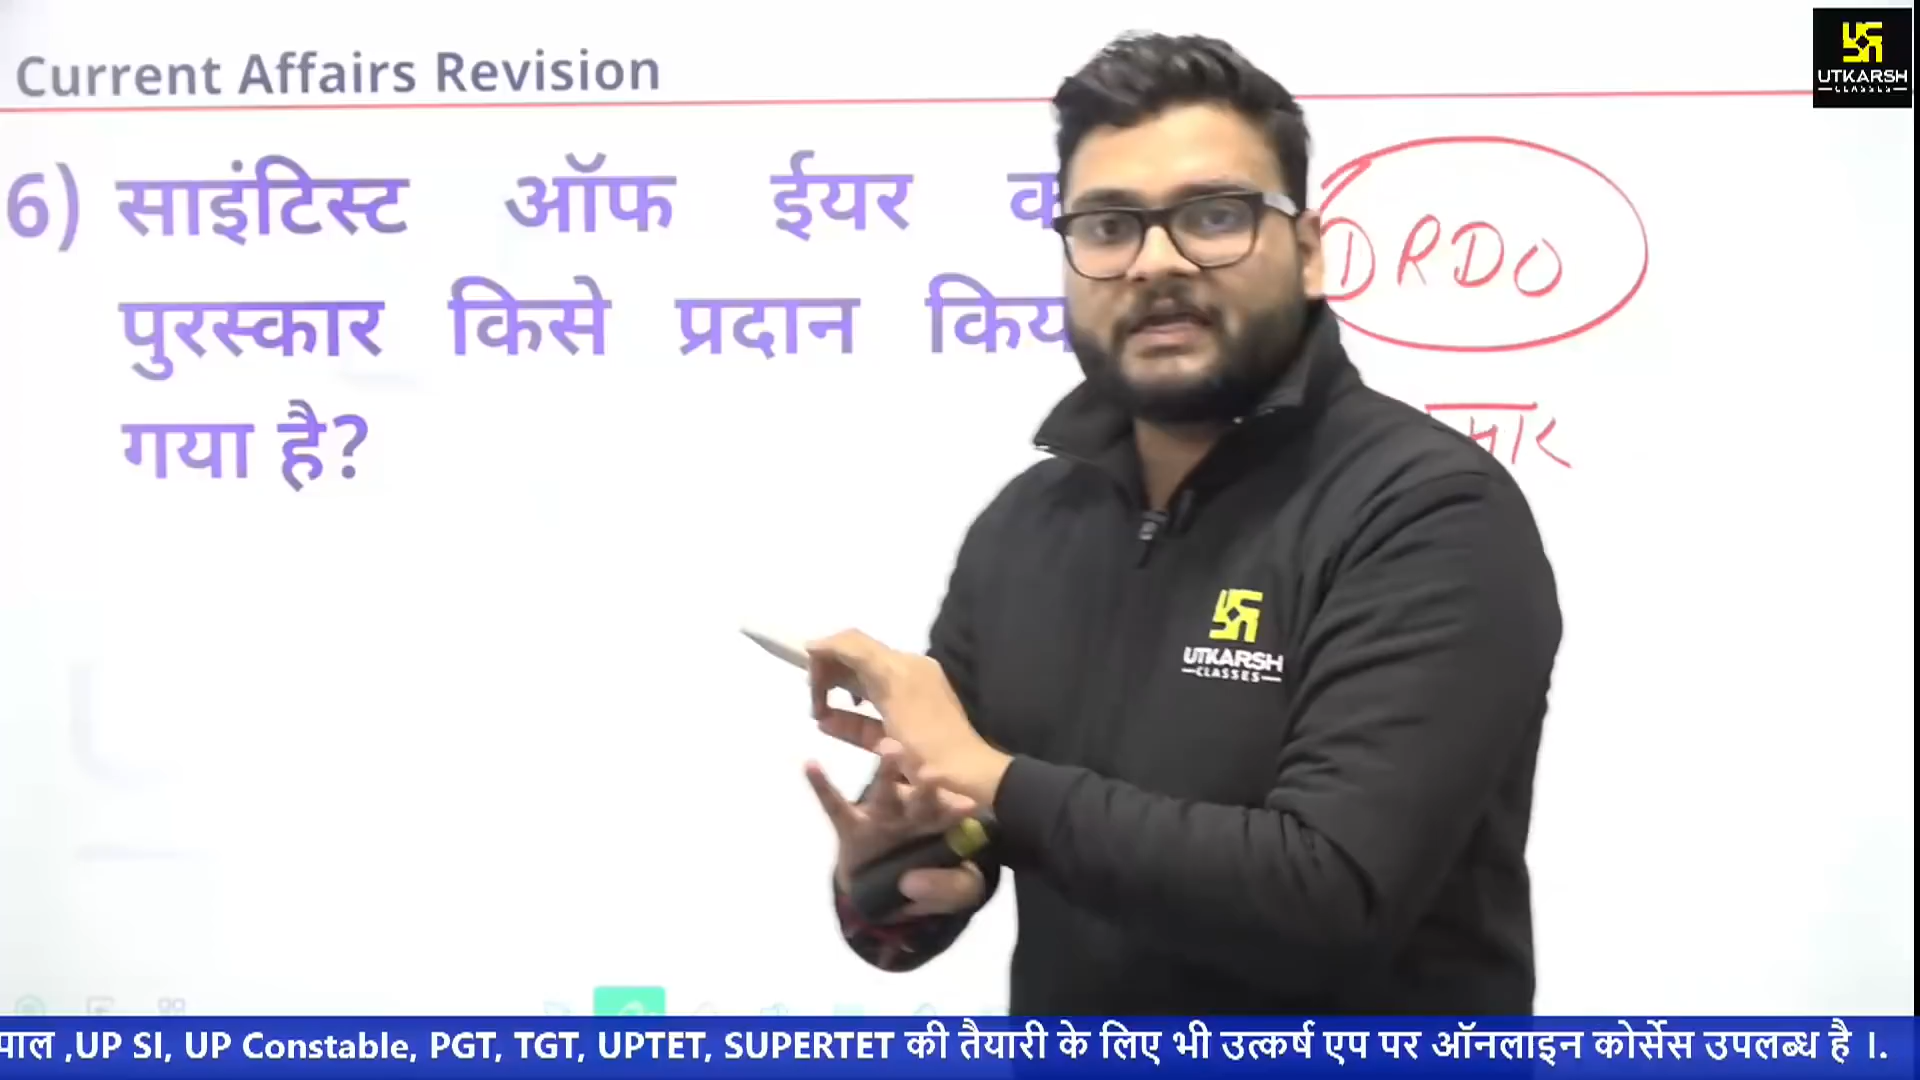 Current Affairs Revision
UTKARSH
CLASSES
6) साइंटिस्ट ऑफ ईयर
पुरस्कार किसे प्रदान
गया है?
DRDO
UTKARSH
CLASSES
,UP SI, UP Constable, PGT, TGT, UPTET, SUPERTET की तैयारी के लिए भी उत्कर्ष एप पर ऑनलाइन कोर्सेस उपलब्ध है ।.